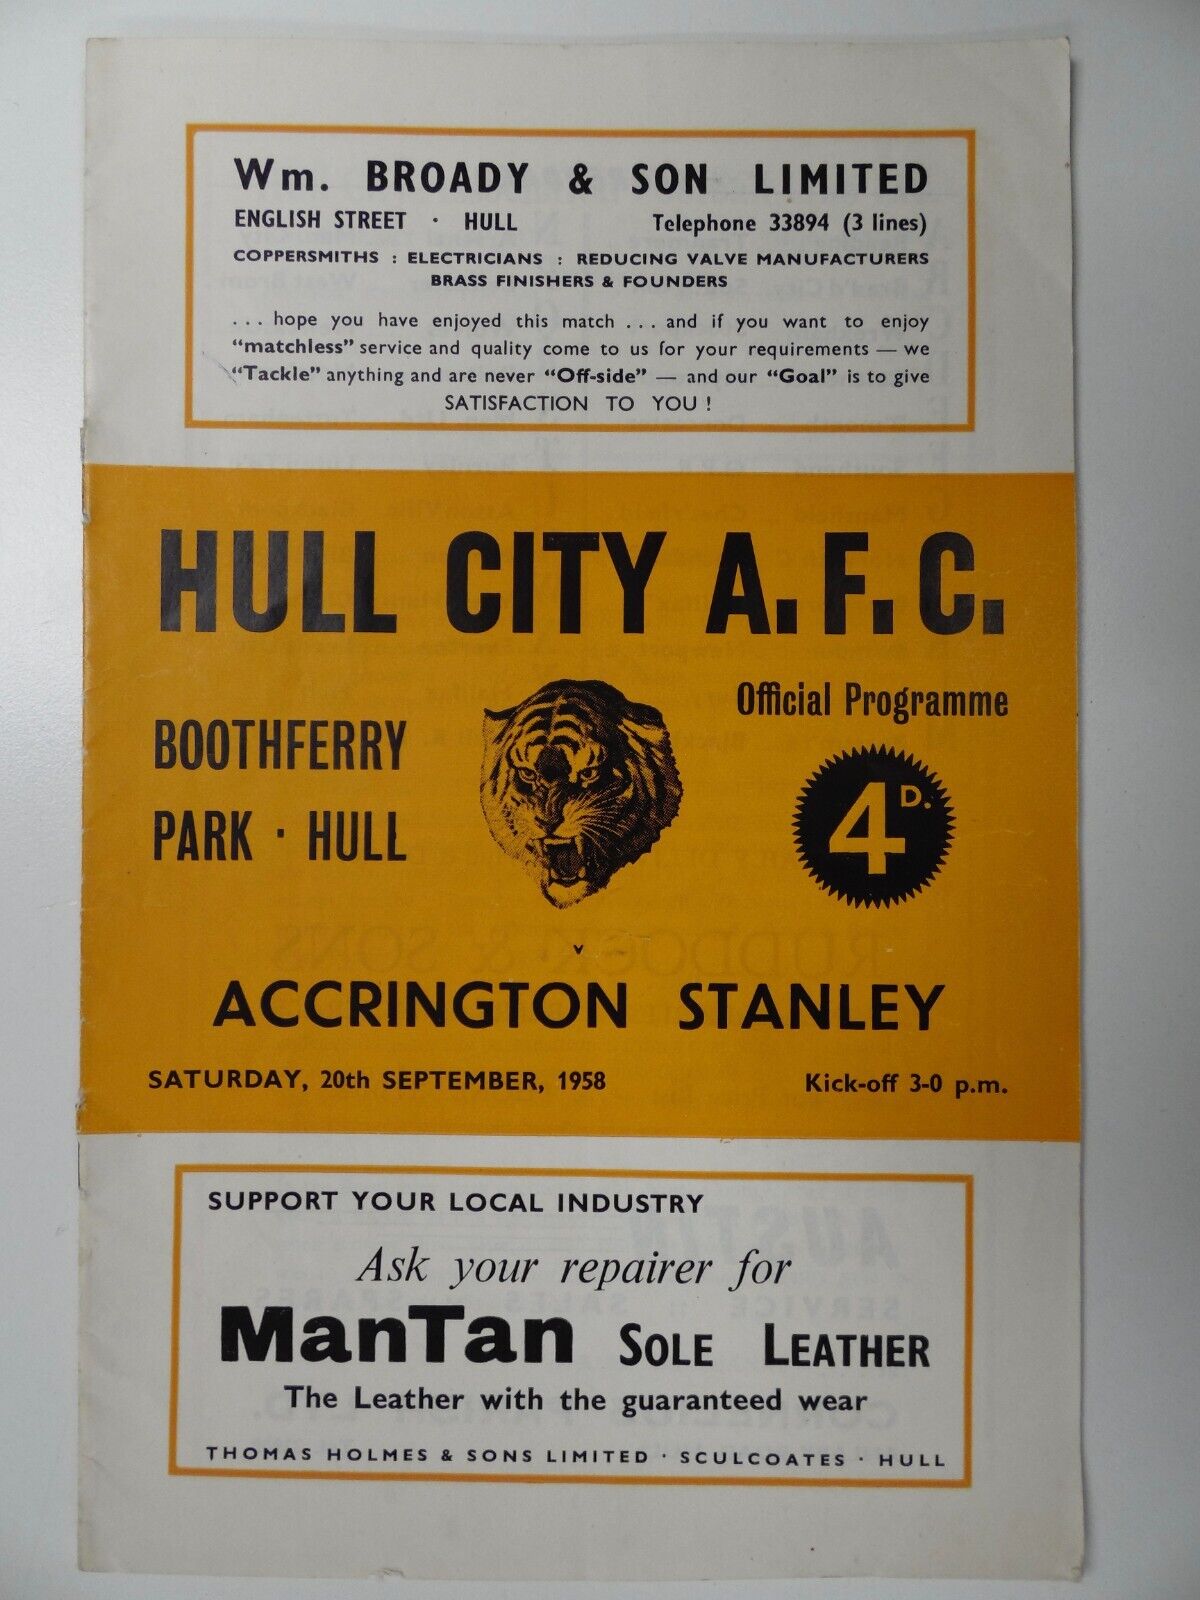 Wm. BROADY & SON LIMITED
ENGLISH STREET · HULL Telephone 33894 (3 lines)
COPPERSMITHS : ELECTRICIANS : REDUCING VALVE MANUFACTURERS
BRASS FINISHERS & FOUNDERS
... hope you have enjoyed this match ... and if you want to enjoy
"matchless" service and quality come to us for your requirements — we
"Tackle" anything and are never "Off-side" — and our "Goal" is to give
SATISFACTION TO YOU !
HULL CITY A.F.C.
Official Programme
BOOTHFERRY
PARK · HULL
4D.
v
ACCRINGTON STANLEY
SATURDAY, 20th SEPTEMBER, 1958 Kick-off 3-0 p.m.
SUPPORT YOUR LOCAL INDUSTRY
Ask your repairer for
ManTan SOLE LEATHER
The Leather with the guaranteed wear
THOMAS HOLMES & SONS LIMITED · SCULCOATES · HULL